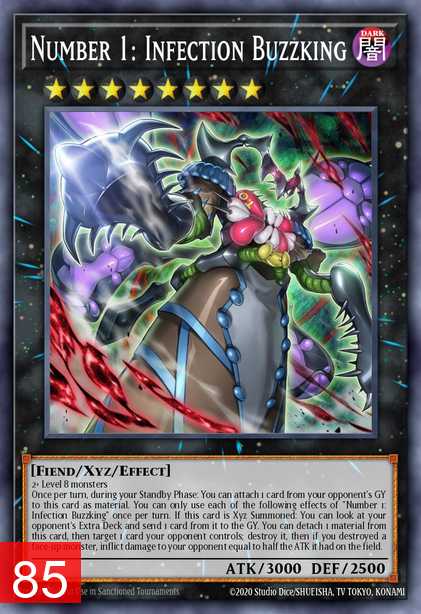 NUMBER 1: INFECTION BUZZKING
DARK
闇
[FIEND/XYZ/EFFECT]
2+ Level 8 monsters
Once per turn, during your Standby Phase: You can attach 1 card from your opponent's GY
to this card as material. You can only use each of the following effects of "Number 1:
Infection Buzzking" once per turn. If this card is Xyz Summoned: You can look at your
opponent's Extra Deck and send 1 card from it to the GY. You can detach 1 material from
this card, then target 1 card your opponent controls; destroy it, then if you destroyed a
face-up monster, inflict damage to your opponent equal to half the ATK it had on the field.
ATK/3000 DEF/2500
85
Use in Sanctioned Tournaments
©2020 Studio Dice/SHUEISHA, TV TOKYO, KONAMI